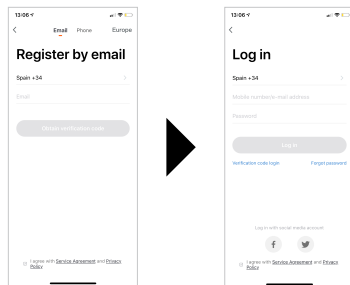 13:06
Email Phone Europe
Register by email
Spain +34
Email
Obtain verification code
I agree with Service Agreement and Privacy
Policy
13:06
Log in
Spain +34
Mobile number/e-mail address
Password
Log in
Verification code login Forget password
Log in with social media account
I agree with Service Agreement and Privacy
Policy